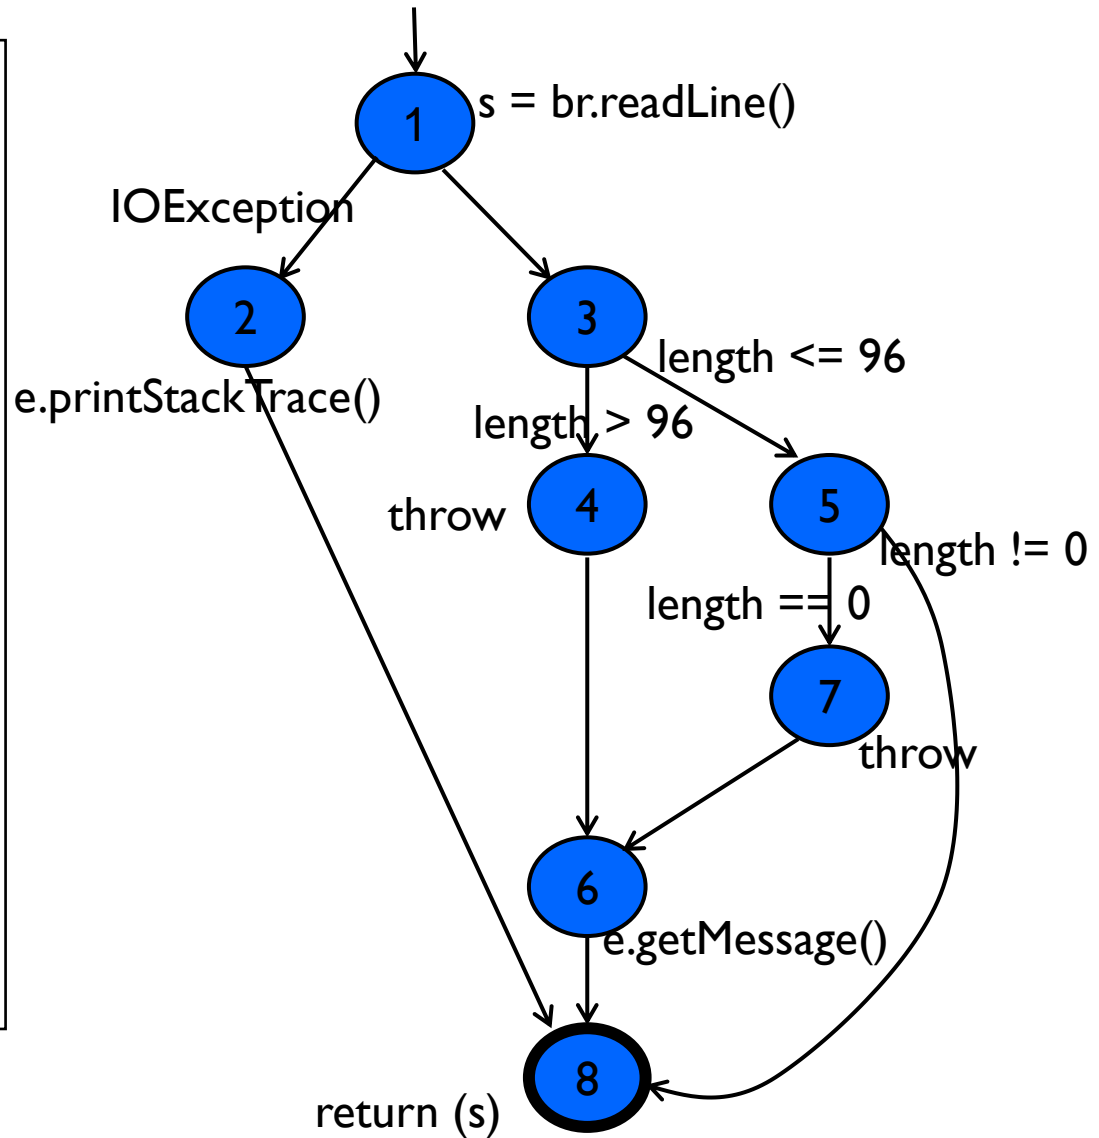 1
s = br.readLine()
IOException
2
3
length <= 96
e.printStackTrace()
length > 96
throw
4
5
length != 0
length == 0
7
throw
6
e.getMessage()
8
return (s)